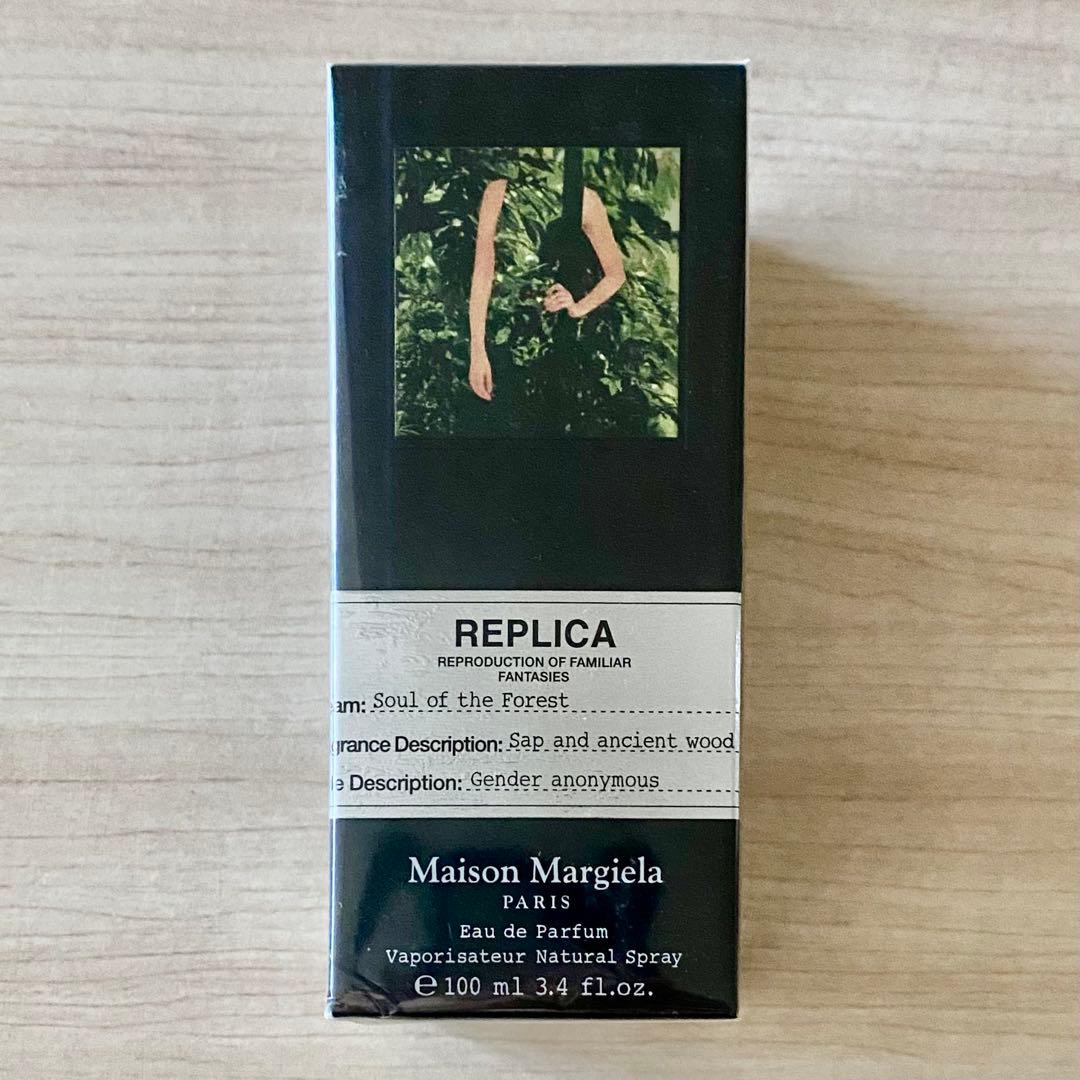 REPLICA
REPRODUCTION OF FAMILIAR
FANTASIES
am: Soul of the Forest
grance Description: Sap and ancient wood
e Description: Gender anonymous
Maison Margiela
PARIS
Eau de Parfum
Vaporisateur Natural Spray
℮ 100 ml 3.4 fl.oz.